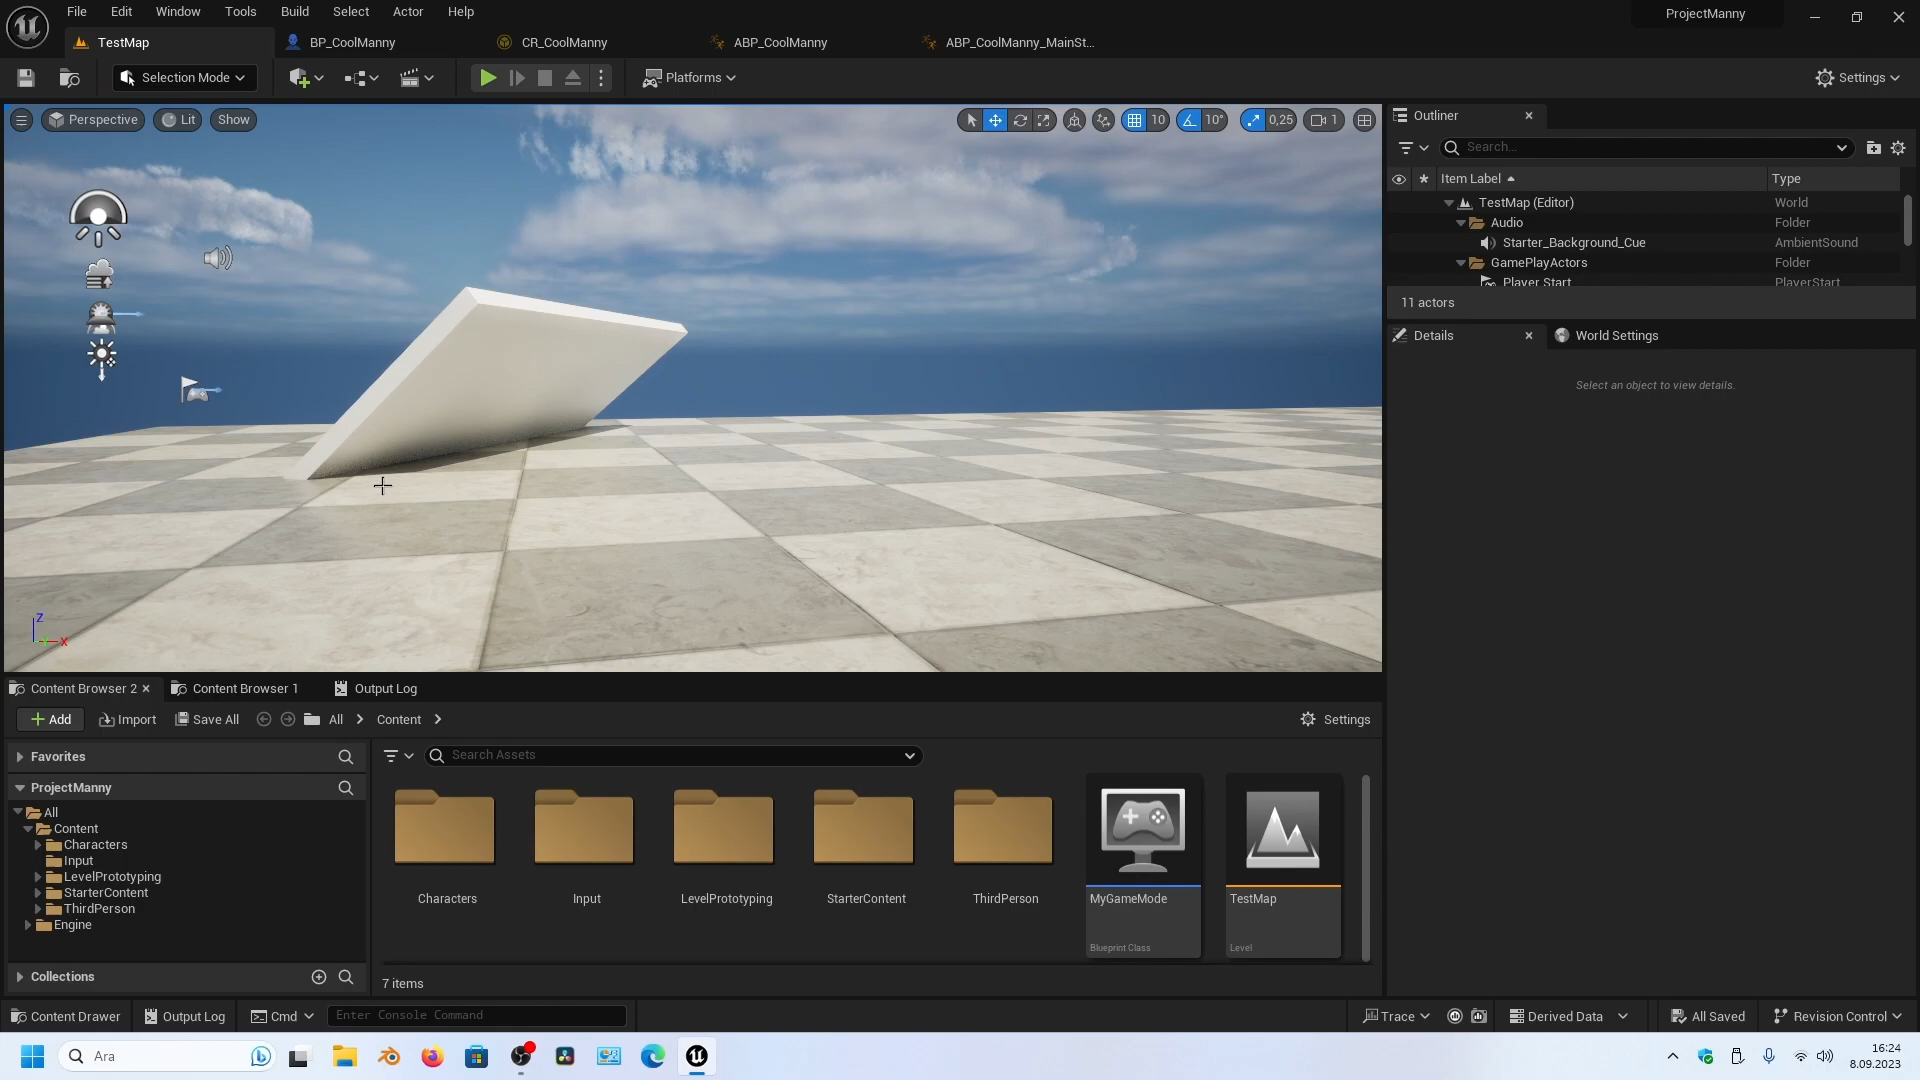 File Edit Window Tools Build Select Actor Help
ProjectManny
TestMap BP_CoolManny CR_CoolManny ABP_CoolManny ABP_CoolManny_MainSt...
Selection Mode Platforms Settings
Perspective Lit Show 10 10° 0,25 1
Outliner
Search...
Item Label Type
TestMap (Editor) World
Audio Folder
Starter_Background_Cue AmbientSound
GamePlayActors Folder
Player Start PlayerStart
11 actors
Details World Settings
Select an object to view details.
Z
X
Content Browser 2 Content Browser 1 Output Log
Add Import Save All All Content Settings
Favorites
Search Assets
ProjectManny
All
Content
Characters
Input
LevelPrototyping
StarterContent
ThirdPerson
Engine
Collections
Characters Input LevelPrototyping StarterContent ThirdPerson MyGameMode TestMap
Blueprint Class Level
7 items
Content Drawer Output Log Cmd Enter Console Command Trace Derived Data All Saved Revision Control
Ara
16:24
8.09.2023